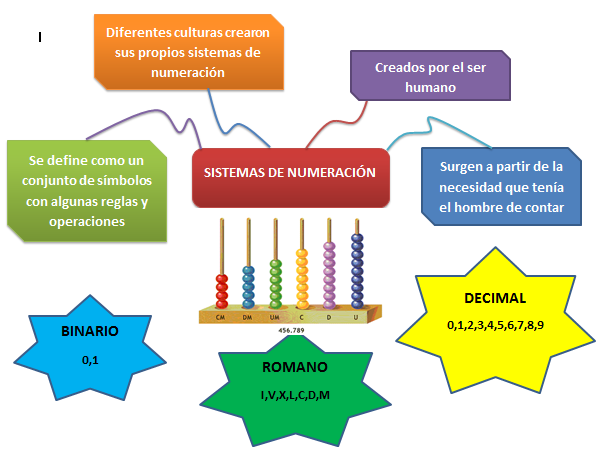 I
Diferentes culturas crearon
sus propios sistemas de
numeración
Creados por el ser
humano
Se define como un
conjunto de símbolos
con algunas reglas y
operaciones
SISTEMAS DE NUMERACIÓN
Surgen a partir de la
necesidad que tenía
el hombre de contar
CM DM UM C D U
456.789
BINARIO
0,1
ROMANO
I,V,X,L,C,D,M
DECIMAL
0,1,2,3,4,5,6,7,8,9